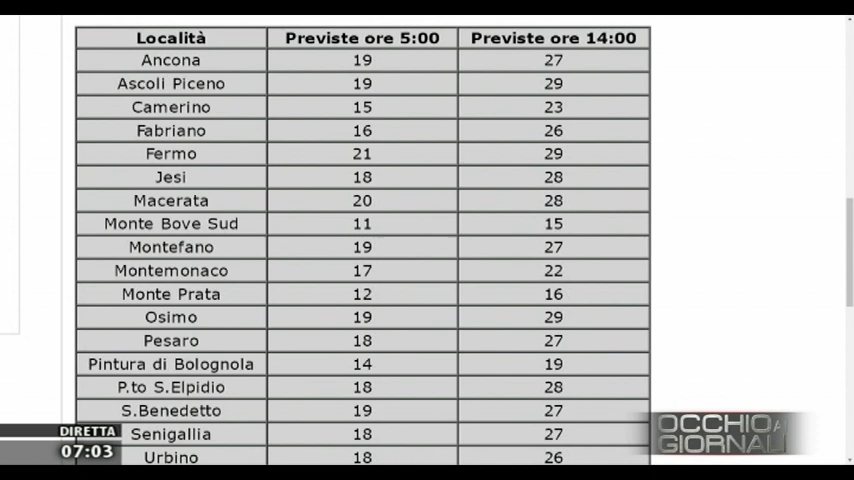 Località Previste ore 5:00 Previste ore 14:00
Ancona 19 27
Ascoli Piceno 19 29
Camerino 15 23
Fabriano 16 26
Fermo 21 29
Jesi 18 28
Macerata 20 28
Monte Bove Sud 11 15
Montefano 19 27
Montemonaco 17 22
Monte Prata 12 16
Osimo 19 29
Pesaro 18 27
Pintura di Bolognola 14 19
P.to S.Elpidio 18 28
S.Benedetto 19 27
Senigallia 18 27
Urbino 18 26
DIRETTA
07:03
OCCHIO AI
GIORNALI